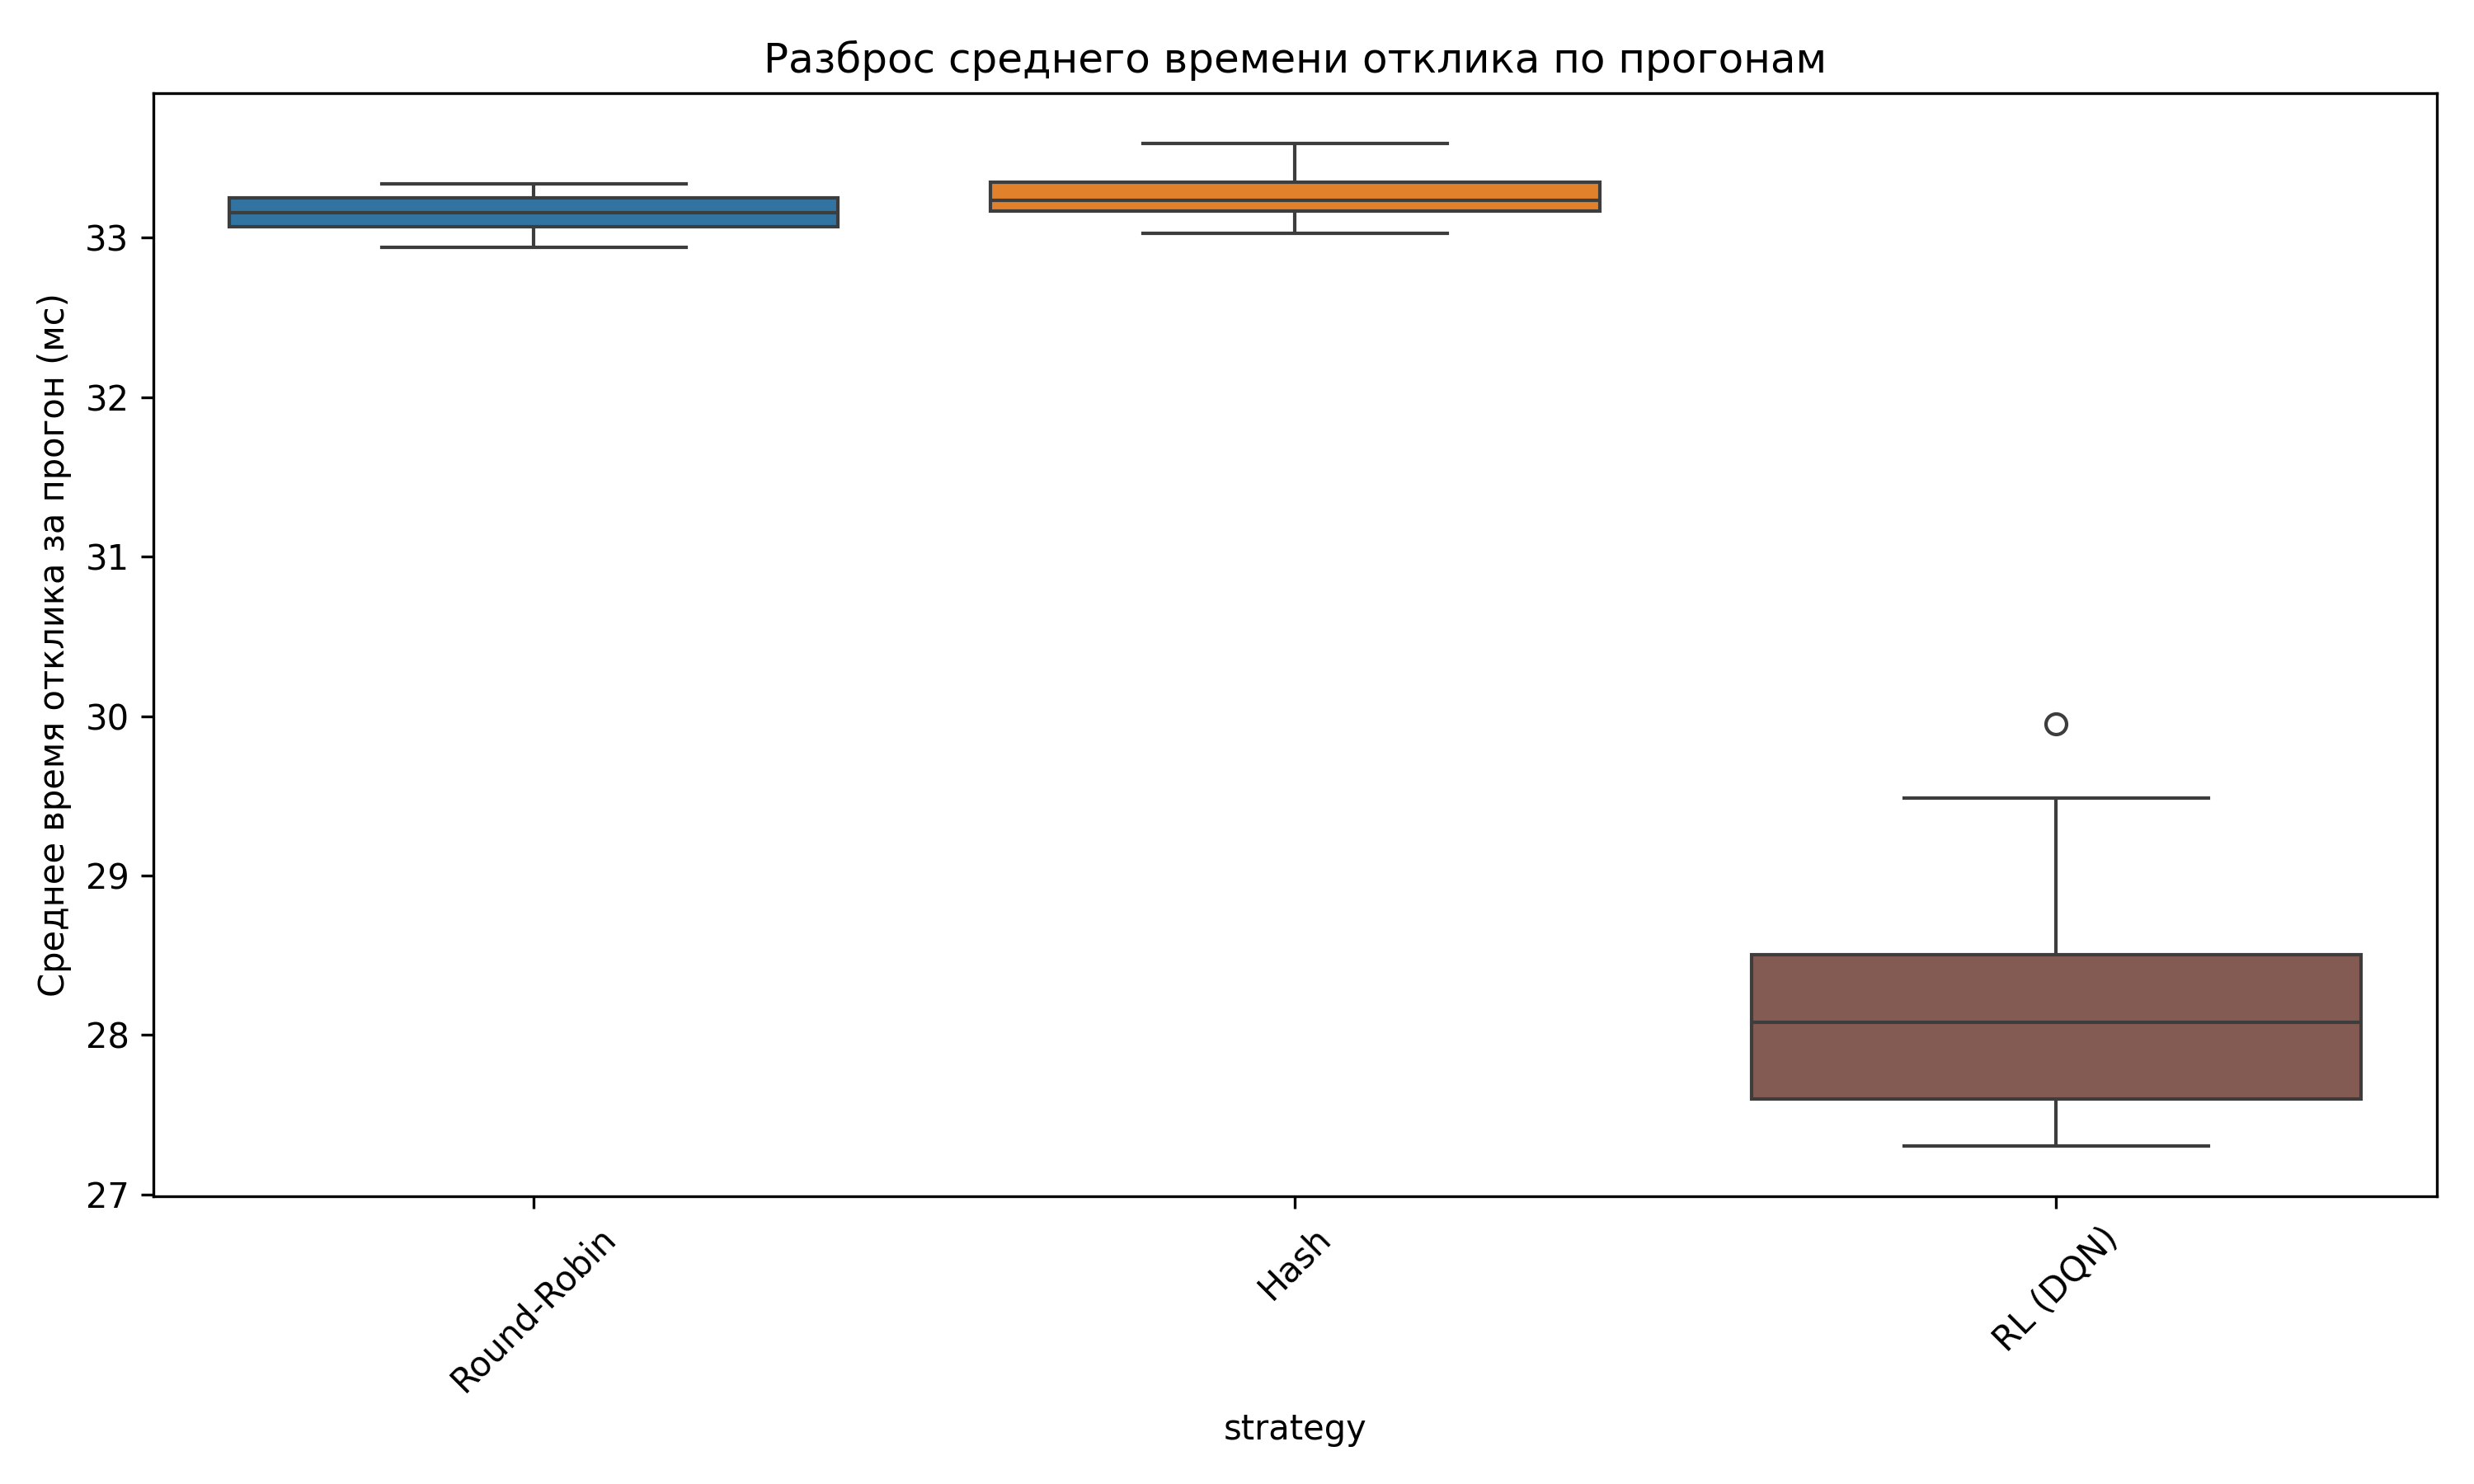 Разброс среднего времени отклика по прогонам
Среднее время отклика за прогон (мс)
33
32
31
30
29
28
27
Round-Robin
Hash
RL (DQN)
strategy